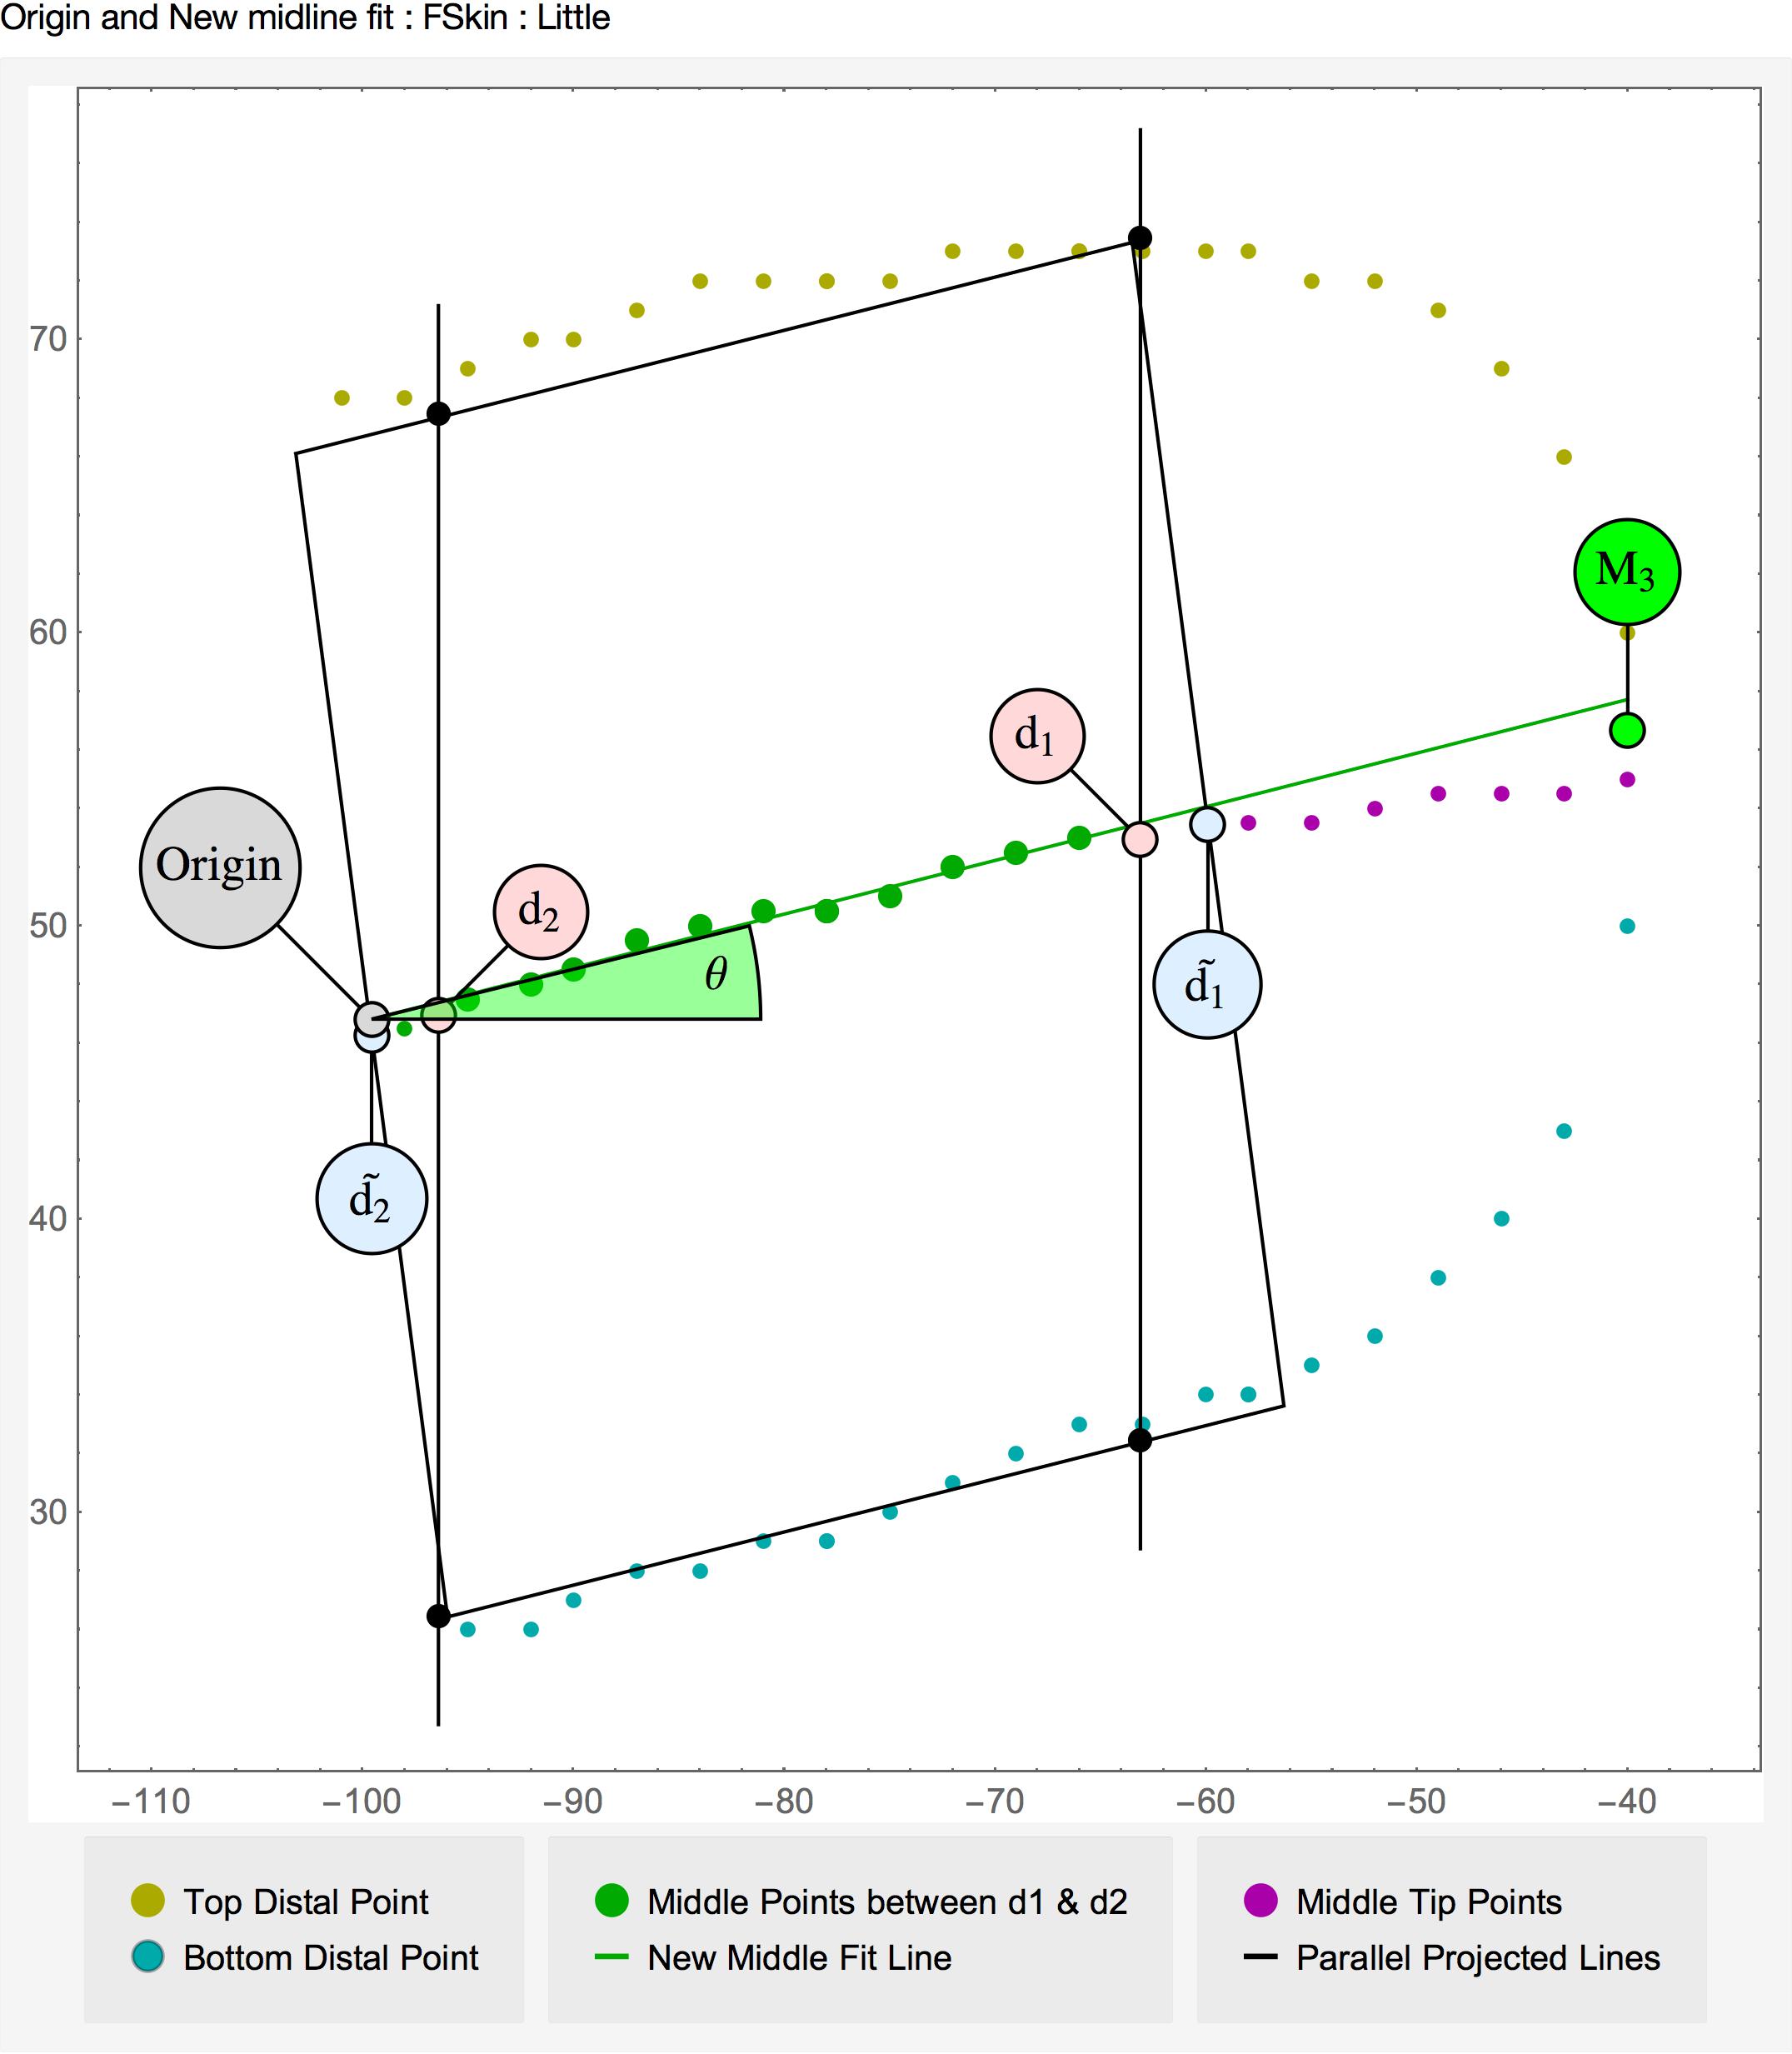 Origin and New midline fit : FSkin : Little
70
60
50
40
30
M₃
d₁
Origin
d₂
θ
d̃₁
d̃₂
−110 −100 −90 −80 −70 −60 −50 −40
Top Distal Point
Bottom Distal Point
Middle Points between d1 & d2
New Middle Fit Line
Middle Tip Points
Parallel Projected Lines